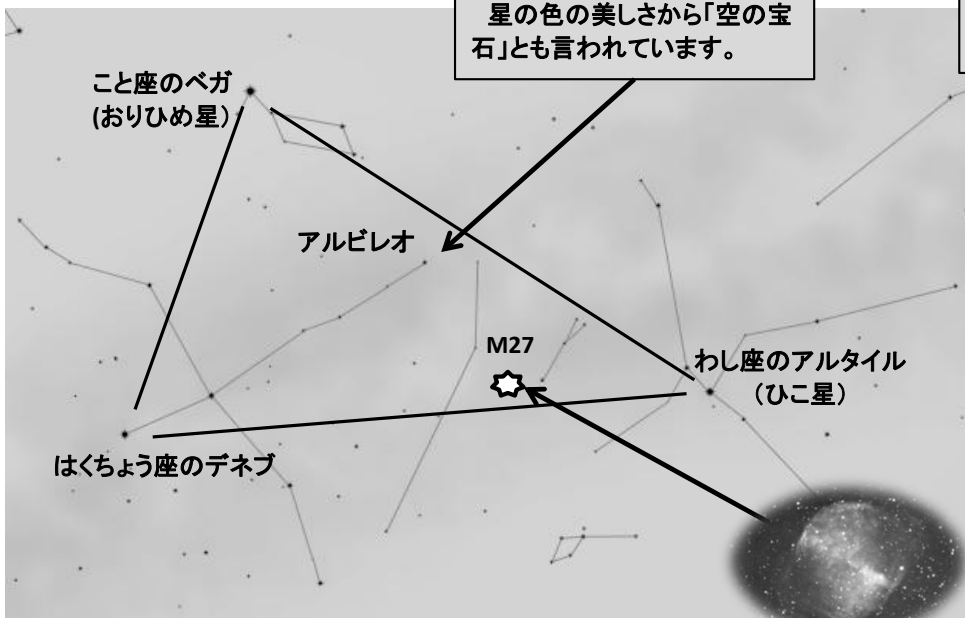 星の色の美しさから「空の宝
石」とも言われています。
こと座のベガ
(おりひめ星）
アルビレオ
M27
わし座のアルタイル
（ひこ星）
はくちょう座のデネブ